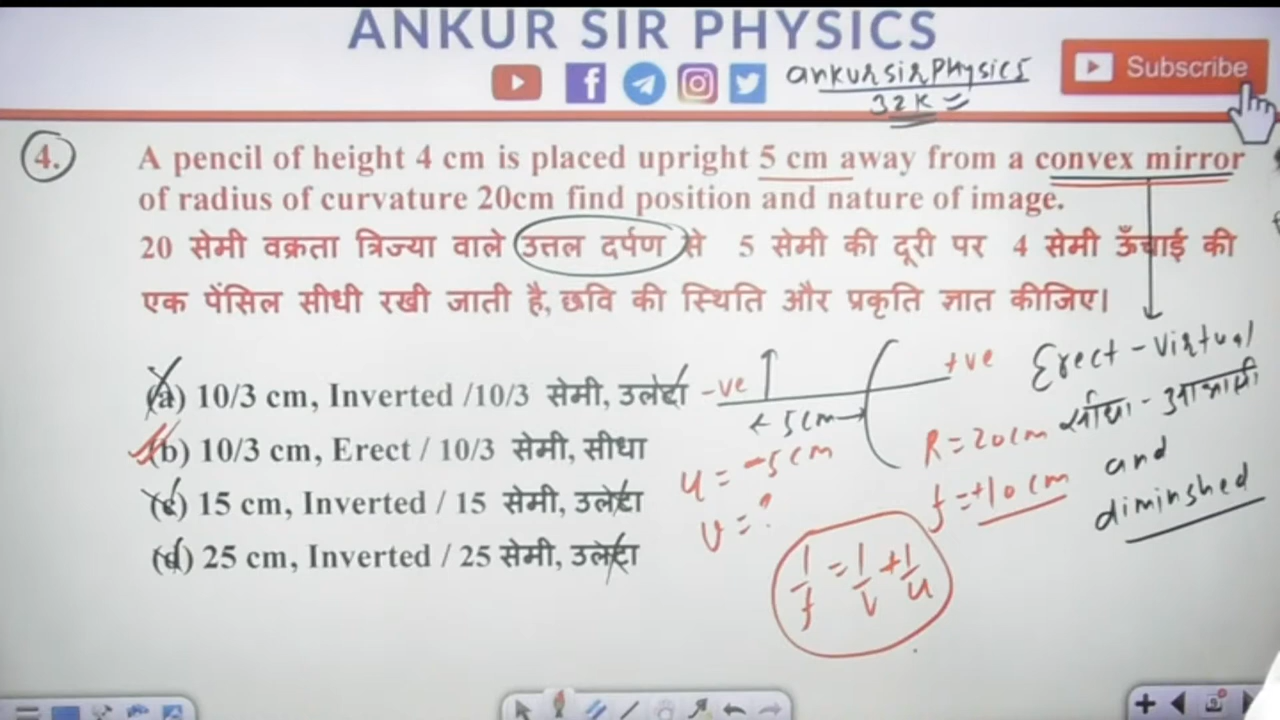 ANKUR SIR PHYSICS
ankursirphysics
32K
Subscribe
4. A pencil of height 4 cm is placed upright 5 cm away from a convex mirror
of radius of curvature 20cm find position and nature of image.
20 सेमी वक्रता त्रिज्या वाले उत्तल दर्पण से 5 सेमी की दूरी पर 4 सेमी ऊँचाई की
एक पेंसिल सीधी रखी जाती है, छवि की स्थिति और प्रकृति ज्ञात कीजिए।
(a) 10/3 cm, Inverted /10/3 सेमी, उलेटा
(b) 10/3 cm, Erect / 10/3 सेमी, सीधा
(c) 15 cm, Inverted / 15 सेमी, उलेटा
(d) 25 cm, Inverted / 25 सेमी, उलेटा
-ve
+ve
5cm
u = -5cm
v = ?
R = 20cm
f = +10cm
1/f = 1/v + 1/u
Erect - virtual
सीधा - आभासी
and
diminshed